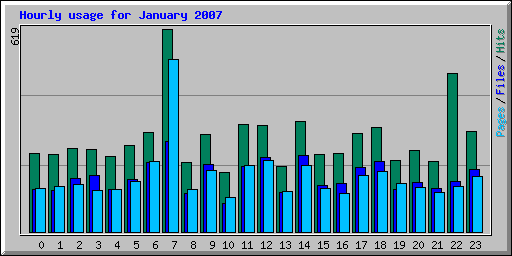 Hourly usage for January 2007
619
Pages / Files / Hits
0 1 2 3 4 5 6 7 8 9 10 11 12 13 14 15 16 17 18 19 20 21 22 23